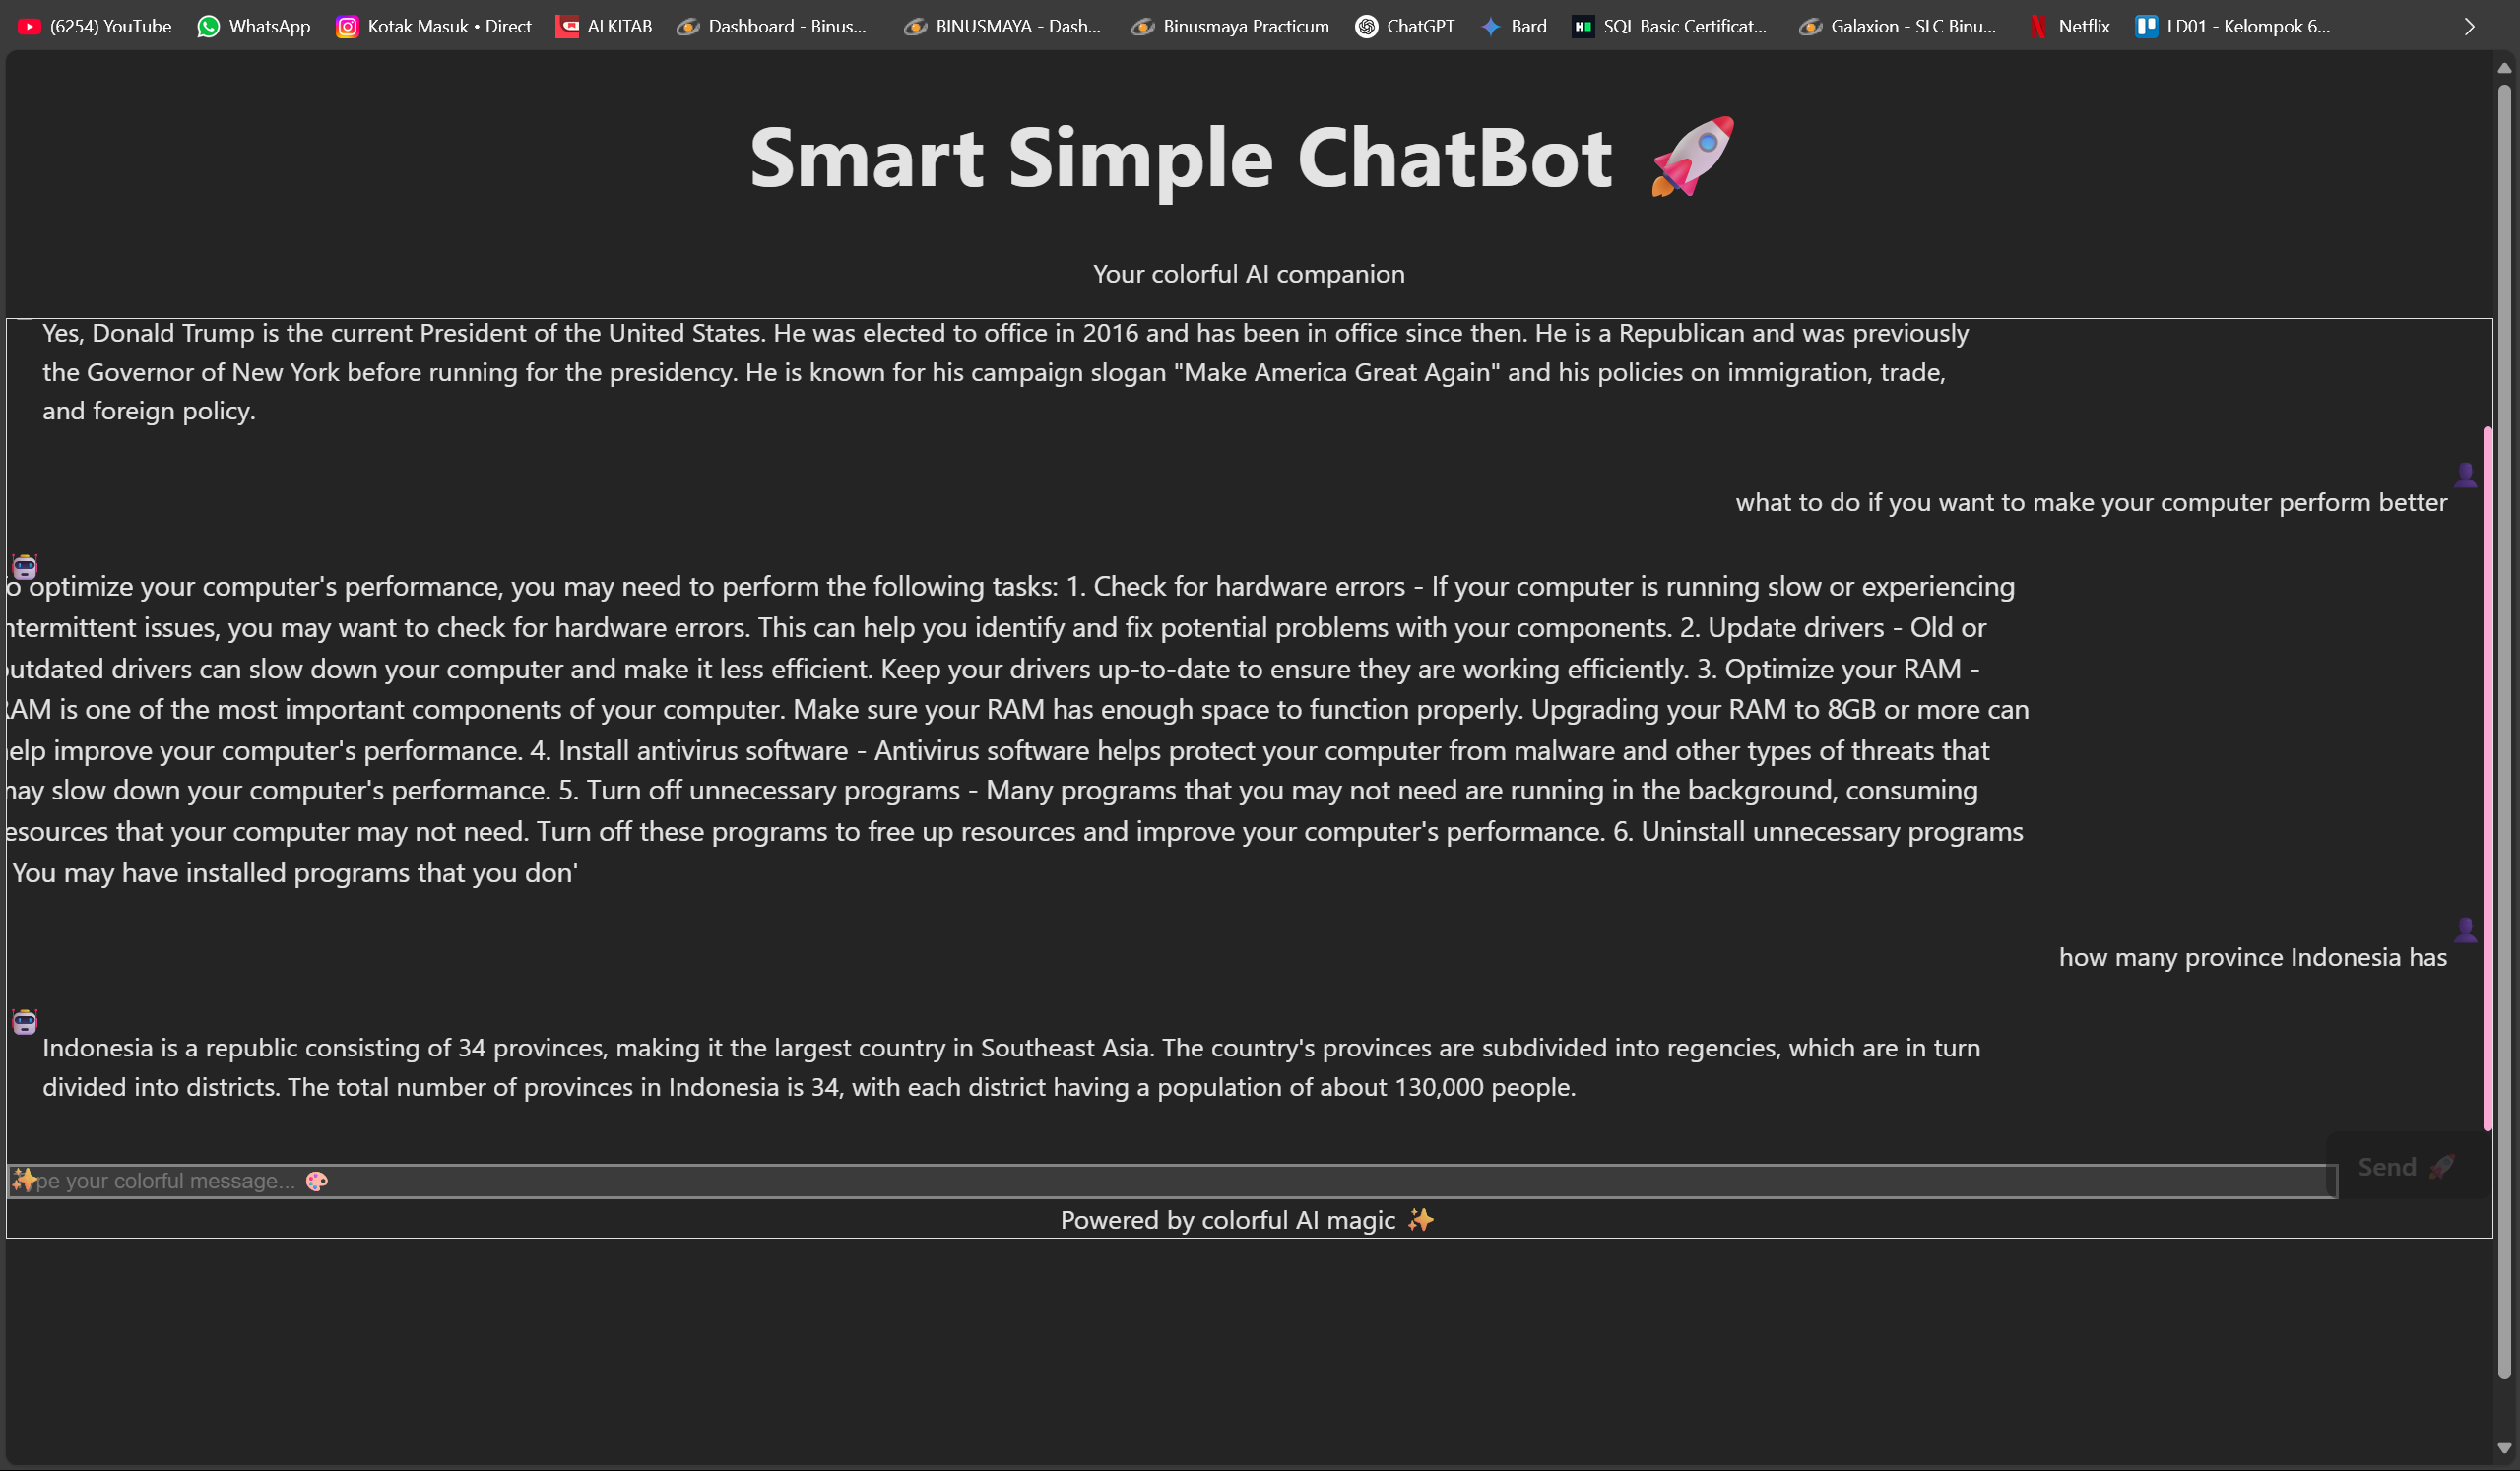 (6254) YouTube WhatsApp Kotak Masuk • Direct ALKITAB Dashboard - Binus... BINUSMAYA - Dash... Binusmaya Practicum ChatGPT Bard SQL Basic Certificat... Galaxion - SLC Binu... Netflix LD01 - Kelompok 6...
Smart Simple ChatBot 🚀
Your colorful AI companion
Yes, Donald Trump is the current President of the United States. He was elected to office in 2016 and has been in office since then. He is a Republican and was previously
the Governor of New York before running for the presidency. He is known for his campaign slogan "Make America Great Again" and his policies on immigration, trade,
and foreign policy.
what to do if you want to make your computer perform better
o optimize your computer's performance, you may need to perform the following tasks: 1. Check for hardware errors - If your computer is running slow or experiencing
ntermittent issues, you may want to check for hardware errors. This can help you identify and fix potential problems with your components. 2. Update drivers - Old or
outdated drivers can slow down your computer and make it less efficient. Keep your drivers up-to-date to ensure they are working efficiently. 3. Optimize your RAM -
RAM is one of the most important components of your computer. Make sure your RAM has enough space to function properly. Upgrading your RAM to 8GB or more can
elp improve your computer's performance. 4. Install antivirus software - Antivirus software helps protect your computer from malware and other types of threats that
may slow down your computer's performance. 5. Turn off unnecessary programs - Many programs that you may not need are running in the background, consuming
esources that your computer may not need. Turn off these programs to free up resources and improve your computer's performance. 6. Uninstall unnecessary programs
You may have installed programs that you don'
how many province Indonesia has
Indonesia is a republic consisting of 34 provinces, making it the largest country in Southeast Asia. The country's provinces are subdivided into regencies, which are in turn
divided into districts. The total number of provinces in Indonesia is 34, with each district having a population of about 130,000 people.
pe your colorful message... 🎨
Send 🚀
Powered by colorful AI magic ✨